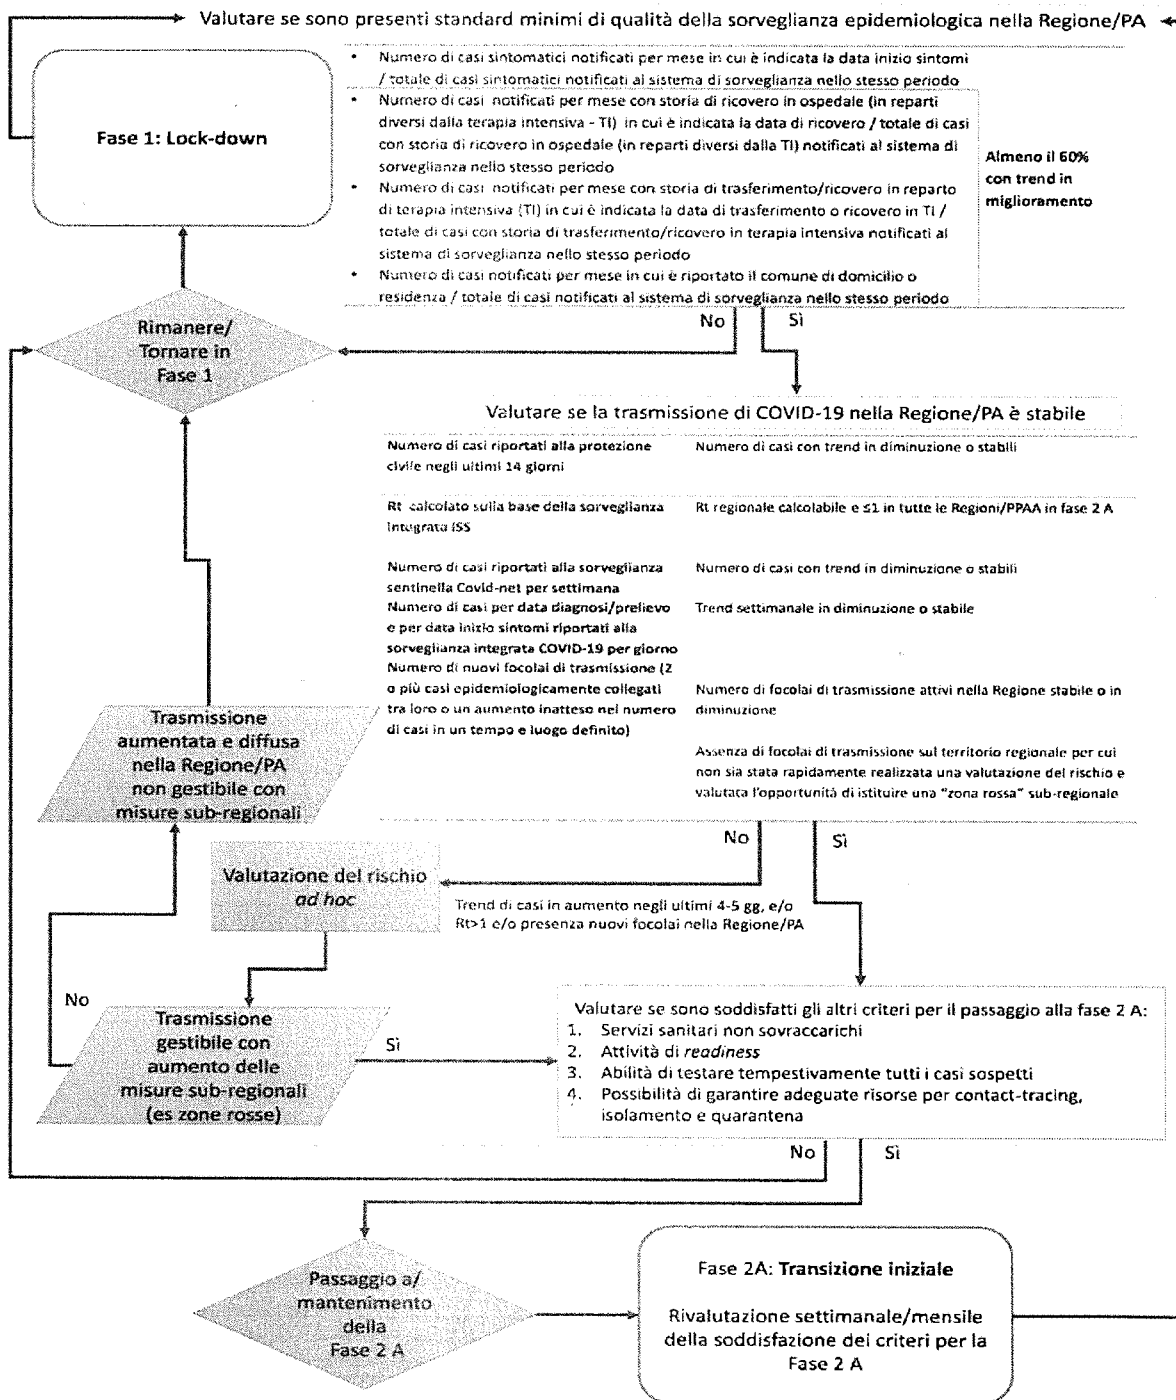 Valutare se sono presenti standard minimi di qualità della sorveglianza epidemiologica nella Regione/PA
Fase 1: Lock-down
• Numero di casi sintomatici notificati per mese in cui è indicata la data inizio sintomi
/ totale di casi sintomatici notificati al sistema di sorveglianza nello stesso periodo
• Numero di casi notificati per mese con storia di ricovero in ospedale (in reparti
diversi dalla terapia intensiva - TI) in cui è indicata la data di ricovero / totale di casi
con storia di ricovero in ospedale (in reparti diversi dalla TI) notificati al sistema di
sorveglianza nello stesso periodo
• Numero di casi notificati per mese con storia di trasferimento/ricovero in reparto
di terapia intensiva (TI) in cui è indicata la data di trasferimento o ricovero in TI /
totale di casi con storia di trasferimento/ricovero in terapia intensiva notificati al
sistema di sorveglianza nello stesso periodo
• Numero di casi notificati per mese in cui è riportato il comune di domicilio o
residenza / totale di casi notificati al sistema di sorveglianza nello stesso periodo
Almeno il 60%
con trend in
miglioramento
No
Sì
Rimanere/
Tornare in
Fase 1
Valutare se la trasmissione di COVID-19 nella Regione/PA è stabile
Numero di casi riportati alla protezione
civile negli ultimi 14 giorni
Numero di casi con trend in diminuzione o stabili
Rt calcolato sulla base della sorveglianza
integrata ISS
Rt regionale calcolabile e ≤1 in tutte le Regioni/PPAA in fase 2 A
Numero di casi riportati alla sorveglianza
sentinella Covid-net per settimana
Numero di casi con trend in diminuzione o stabili
Numero di casi per data diagnosi/prelievo
e per data inizio sintomi riportati alla
sorveglianza integrata COVID-19 per giorno
Trend settimanale in diminuzione o stabile
Numero di nuovi focolai di trasmissione (2
o più casi epidemiologicamente collegati
tra loro o un aumento inatteso nel numero
di casi in un tempo e luogo definito)
Numero di focolai di trasmissione attivi nella Regione stabile o in
diminuzione
Assenza di focolai di trasmissione sul territorio regionale per cui
non sia stata rapidamente realizzata una valutazione del rischio e
valutata l'opportunità di istituire una "zona rossa" sub-regionale
Trasmissione
aumentata e diffusa
nella Regione/PA
non gestibile con
misure sub-regionali
No
Sì
Valutazione del rischio
ad hoc
Trend di casi in aumento negli ultimi 4-5 gg, e/o
Rt>1 e/o presenza nuovi focolai nella Regione/PA
No
Trasmissione
gestibile con
aumento delle
misure sub-regionali
(es zone rosse)
Sì
Valutare se sono soddisfatti gli altri criteri per il passaggio alla fase 2 A:
1. Servizi sanitari non sovraccarichi
2. Attività di readiness
3. Abilità di testare tempestivamente tutti i casi sospetti
4. Possibilità di garantire adeguate risorse per contact-tracing,
isolamento e quarantena
No
Sì
Passaggio a/
mantenimento
della
Fase 2 A
Fase 2A: Transizione iniziale
Rivalutazione settimanale/mensile
della soddisfazione dei criteri per la
Fase 2 A